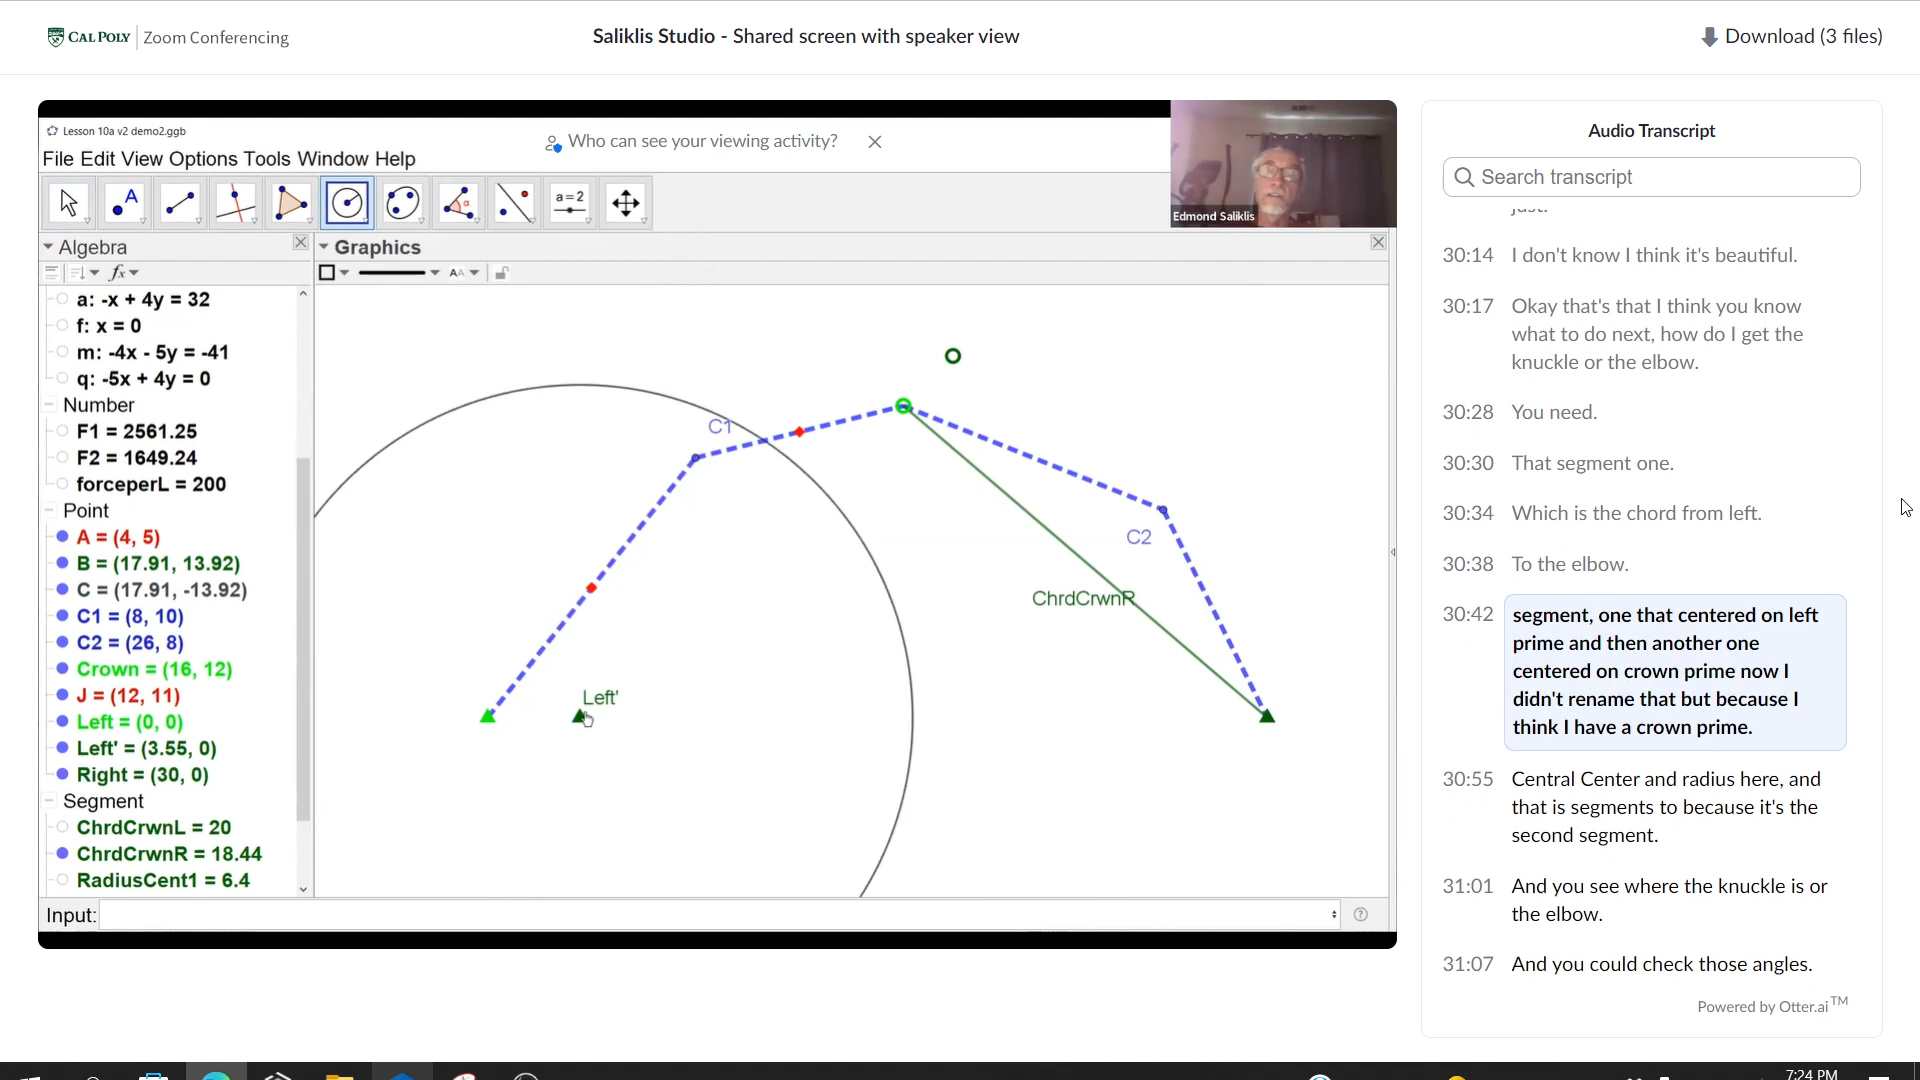 CAL POLY Zoom Conferencing
Saliklis Studio - Shared screen with speaker view
Download (3 files)
Lesson 10a v2 demo2.ggb
Who can see your viewing activity?
File Edit View Options Tools Window Help
A
α
a=2
Edmond Saliklis
Algebra
Graphics
fx
AA
a: -x + 4y = 32
f: x = 0
m: -4x - 5y = -41
q: -5x + 4y = 0
Number
F1 = 2561.25
F2 = 1649.24
forceperL = 200
Point
A = (4, 5)
B = (17.91, 13.92)
C = (17.91, -13.92)
C1 = (8, 10)
C2 = (26, 8)
Crown = (16, 12)
J = (12, 11)
Left = (0, 0)
Left' = (3.55, 0)
Right = (30, 0)
Segment
ChrdCrwnL = 20
ChrdCrwnR = 18.44
RadiusCent1 = 6.4
C1
C2
ChrdCrwnR
Left'
Input:
Audio Transcript
Search transcript
just.
30:14 I don't know I think it's beautiful.
30:17 Okay that's that I think you know
what to do next, how do I get the
knuckle or the elbow.
30:28 You need.
30:30 That segment one.
30:34 Which is the chord from left.
30:38 To the elbow.
30:42 segment, one that centered on left
prime and then another one
centered on crown prime now I
didn't rename that but because I
think I have a crown prime.
30:55 Central Center and radius here, and
that is segments to because it's the
second segment.
31:01 And you see where the knuckle is or
the elbow.
31:07 And you could check those angles.
Powered by Otter.ai TM
7:24 PM